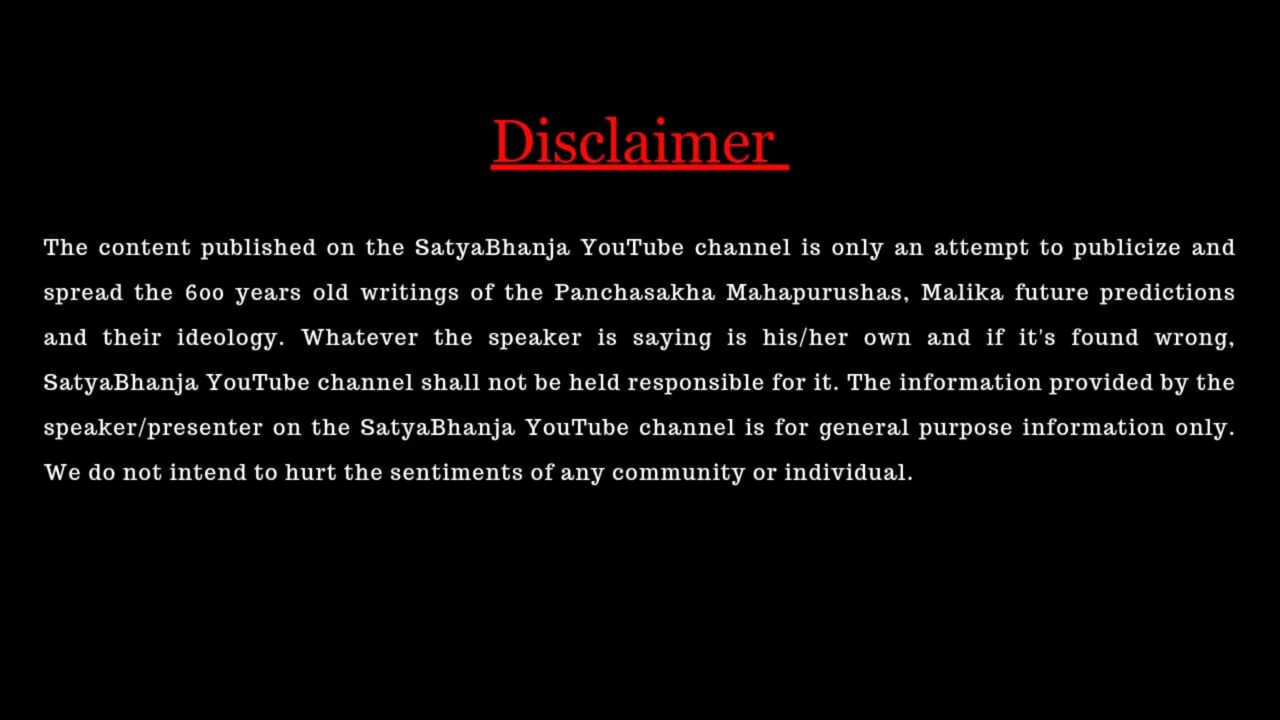 Disclaimer
The content published on the SatyaBhanja YouTube channel is only an attempt to publicize and
spread the 600 years old writings of the Panchasakha Mahapurushas, Malika future predictions
and their ideology. Whatever the speaker is saying is his/her own and if it's found wrong,
SatyaBhanja YouTube channel shall not be held responsible for it. The information provided by the
speaker/presenter on the SatyaBhanja YouTube channel is for general purpose information only.
We do not intend to hurt the sentiments of any community or individual.